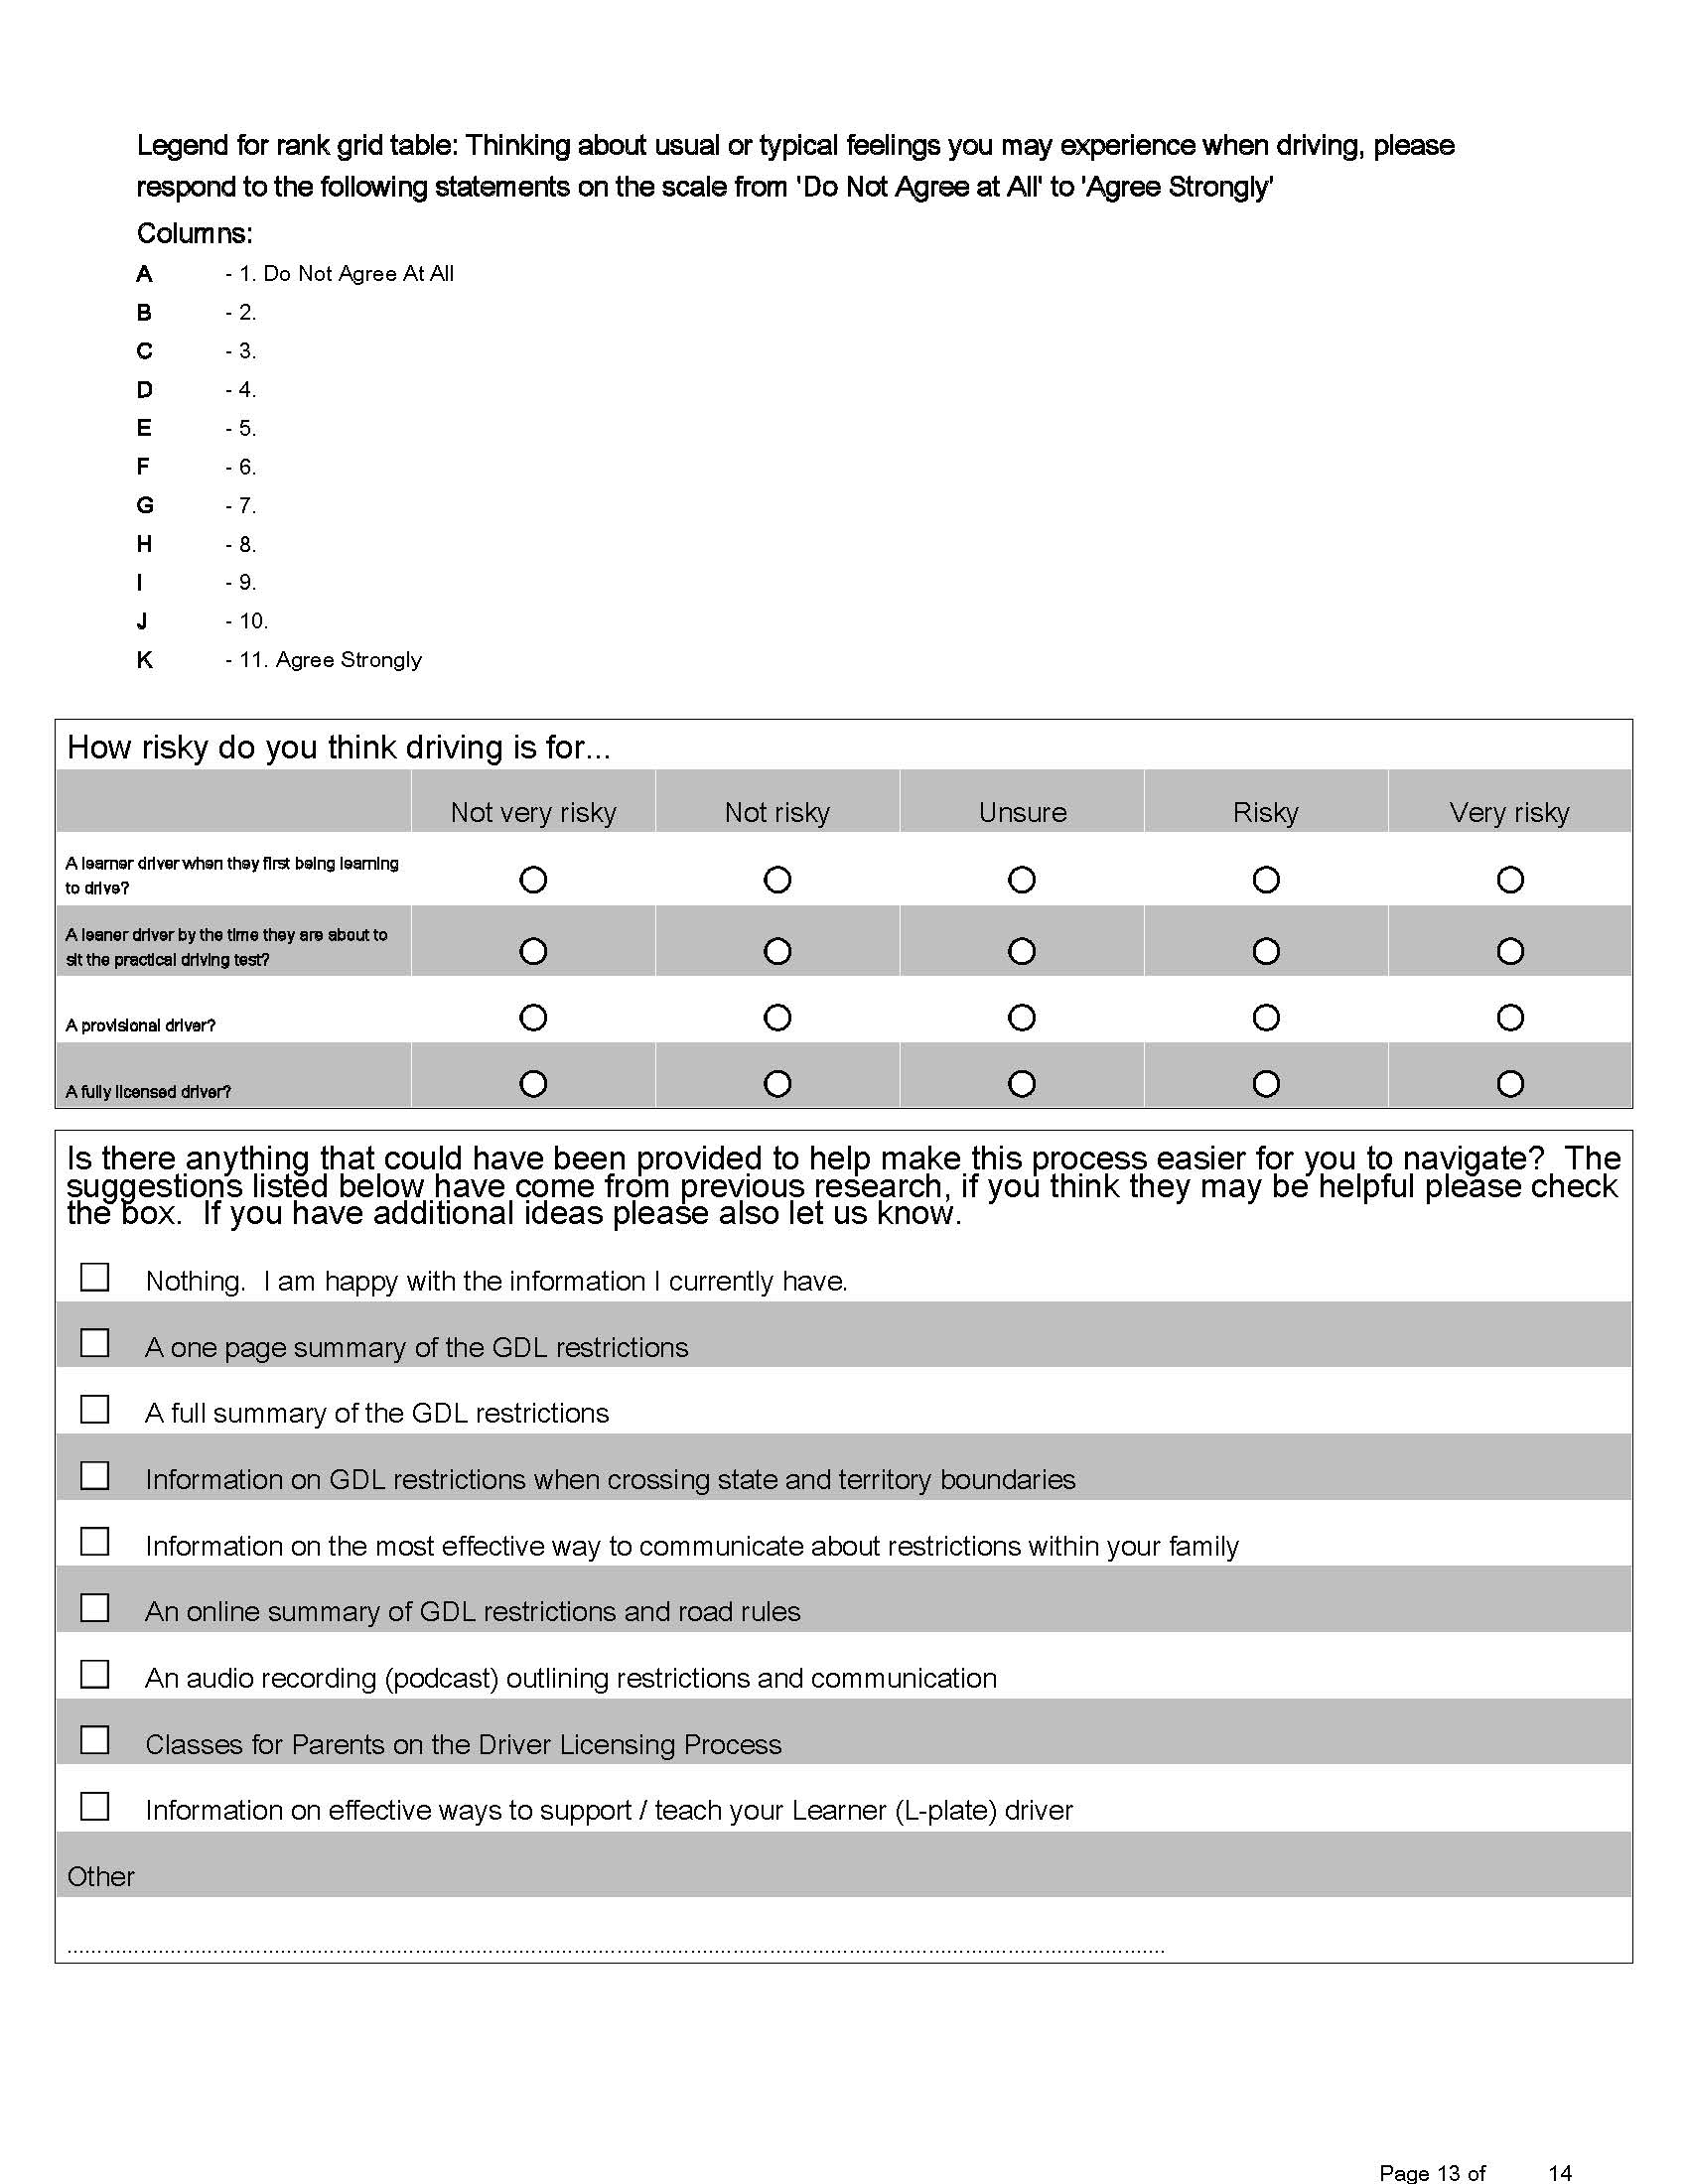 Legend for rank grid table: Thinking about usual or typical feelings you may experience when driving, please
respond to the following statements on the scale from 'Do Not Agree at All' to 'Agree Strongly'
Columns:
A - 1. Do Not Agree At All
B - 2.
C - 3.
D - 4.
E - 5.
F - 6.
G - 7.
H - 8.
I - 9.
J - 10.
K - 11. Agree Strongly
How risky do you think driving is for...
Not very risky Not risky Unsure Risky Very risky
A learner driver when they first being learning
to drive?
A leaner driver by the time they are about to
sit the practical driving test?
A provisional driver?
A fully licensed driver?
Is there anything that could have been provided to help make this process easier for you to navigate?  The
suggestions listed below have come from previous research, if you think they may be helpful please check
the box.  If you have additional ideas please also let us know.
Nothing.  I am happy with the information I currently have.
A one page summary of the GDL restrictions
A full summary of the GDL restrictions
Information on GDL restrictions when crossing state and territory boundaries
Information on the most effective way to communicate about restrictions within your family
An online summary of GDL restrictions and road rules
An audio recording (podcast) outlining restrictions and communication
Classes for Parents on the Driver Licensing Process
Information on effective ways to support / teach your Learner (L-plate) driver
Other
Page 13 of 14